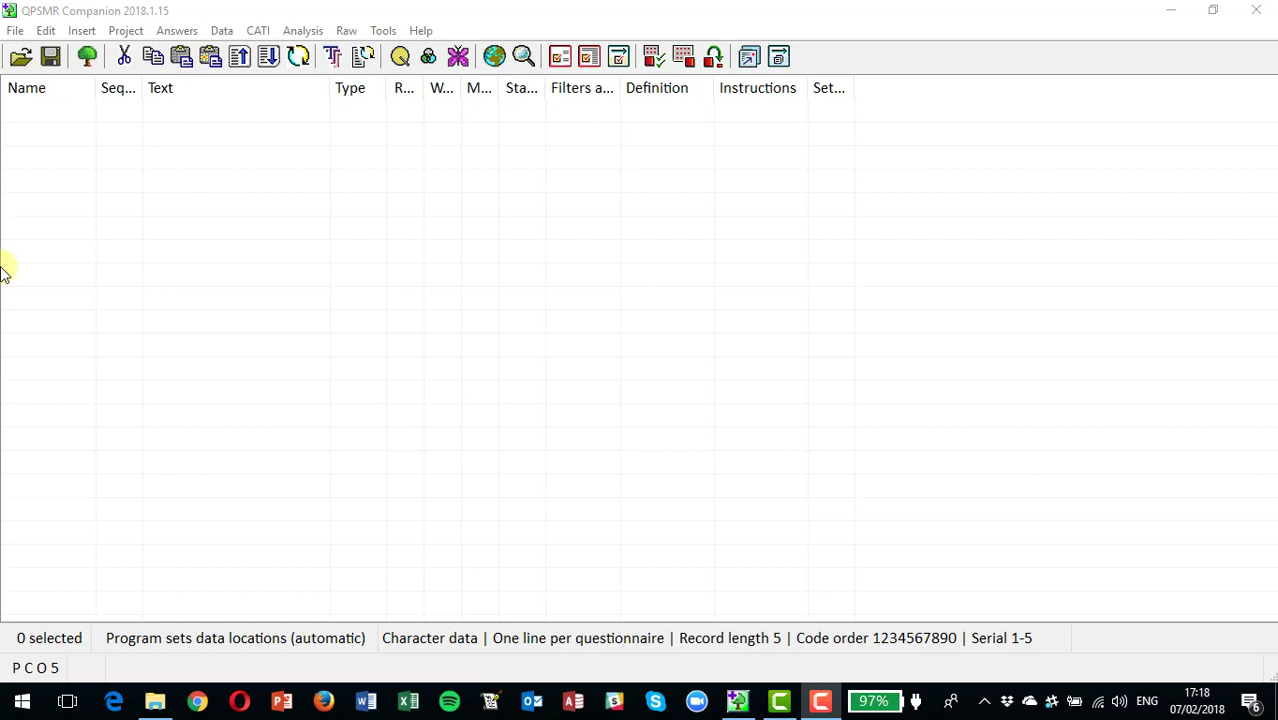 QPSMR Companion 2018.1.15
File Edit Insert Project Answers Data CATI Analysis Raw Tools Help
Name Seq... Text Type R... W... M... Sta... Filters a... Definition Instructions Set...
0 selected Program sets data locations (automatic) Character data | One line per questionnaire | Record length 5 | Code order 1234567890 | Serial 1-5
P C O 5
97% ENG 17:18
07/02/2018 6